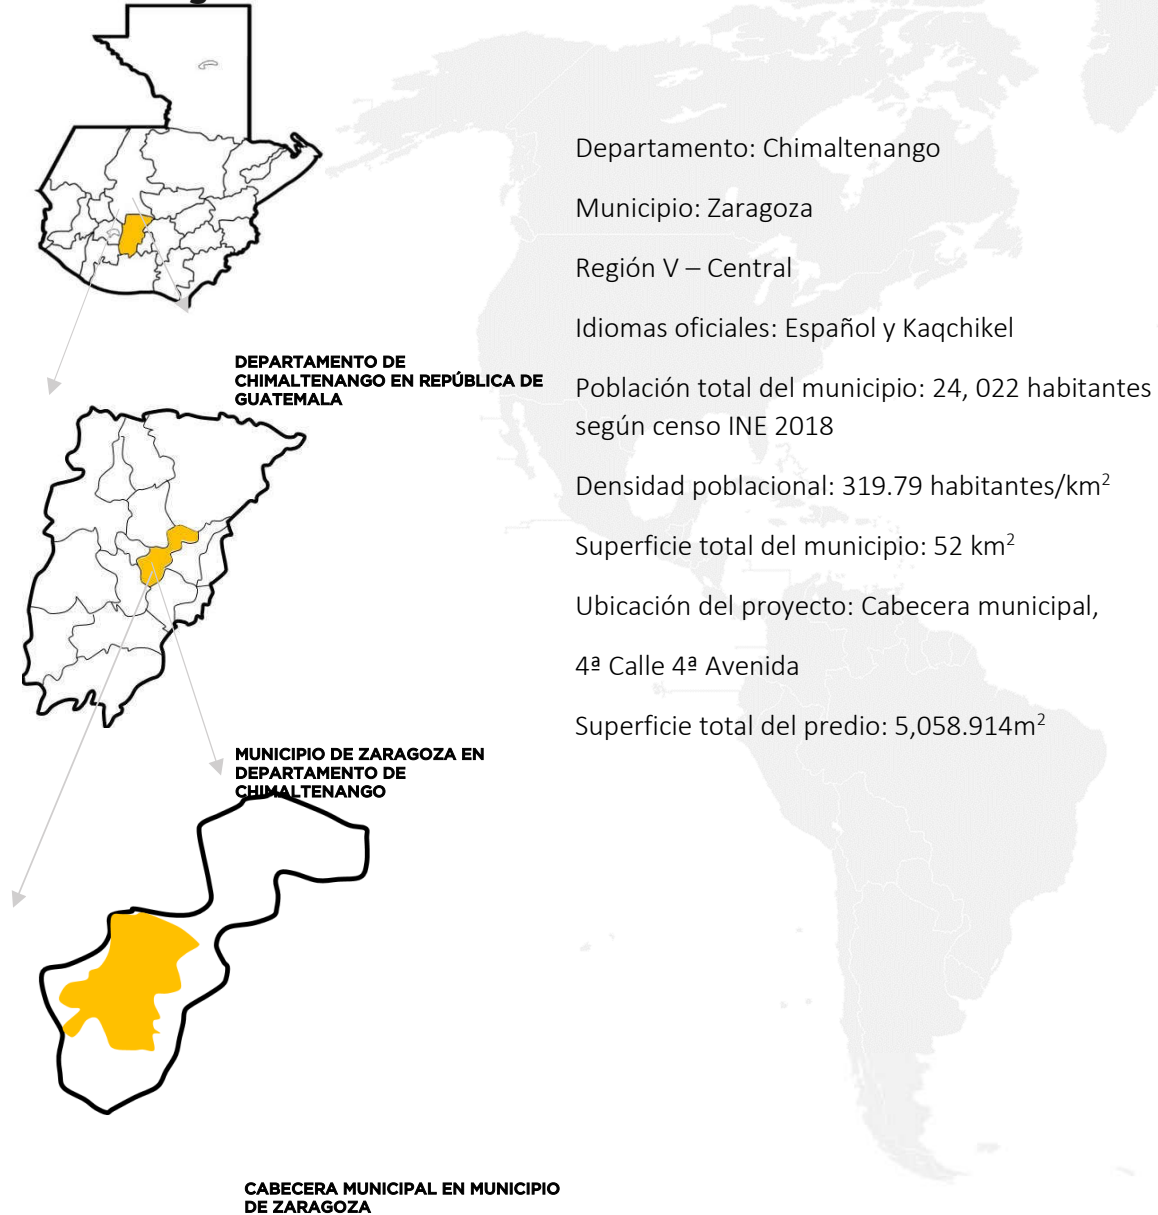 DEPARTAMENTO DE
CHIMALTENANGO EN REPÚBLICA DE
GUATEMALA
MUNICIPIO DE ZARAGOZA EN
DEPARTAMENTO DE
CHIMALTENANGO
CABECERA MUNICIPAL EN MUNICIPIO
DE ZARAGOZA
Departamento: Chimaltenango
Municipio: Zaragoza
Región V – Central
Idiomas oficiales: Español y Kaqchikel
Población total del municipio: 24, 022 habitantes
según censo INE 2018
Densidad poblacional: 319.79 habitantes/km²
Superficie total del municipio: 52 km²
Ubicación del proyecto: Cabecera municipal,
4ª Calle 4ª Avenida
Superficie total del predio: 5,058.914m²